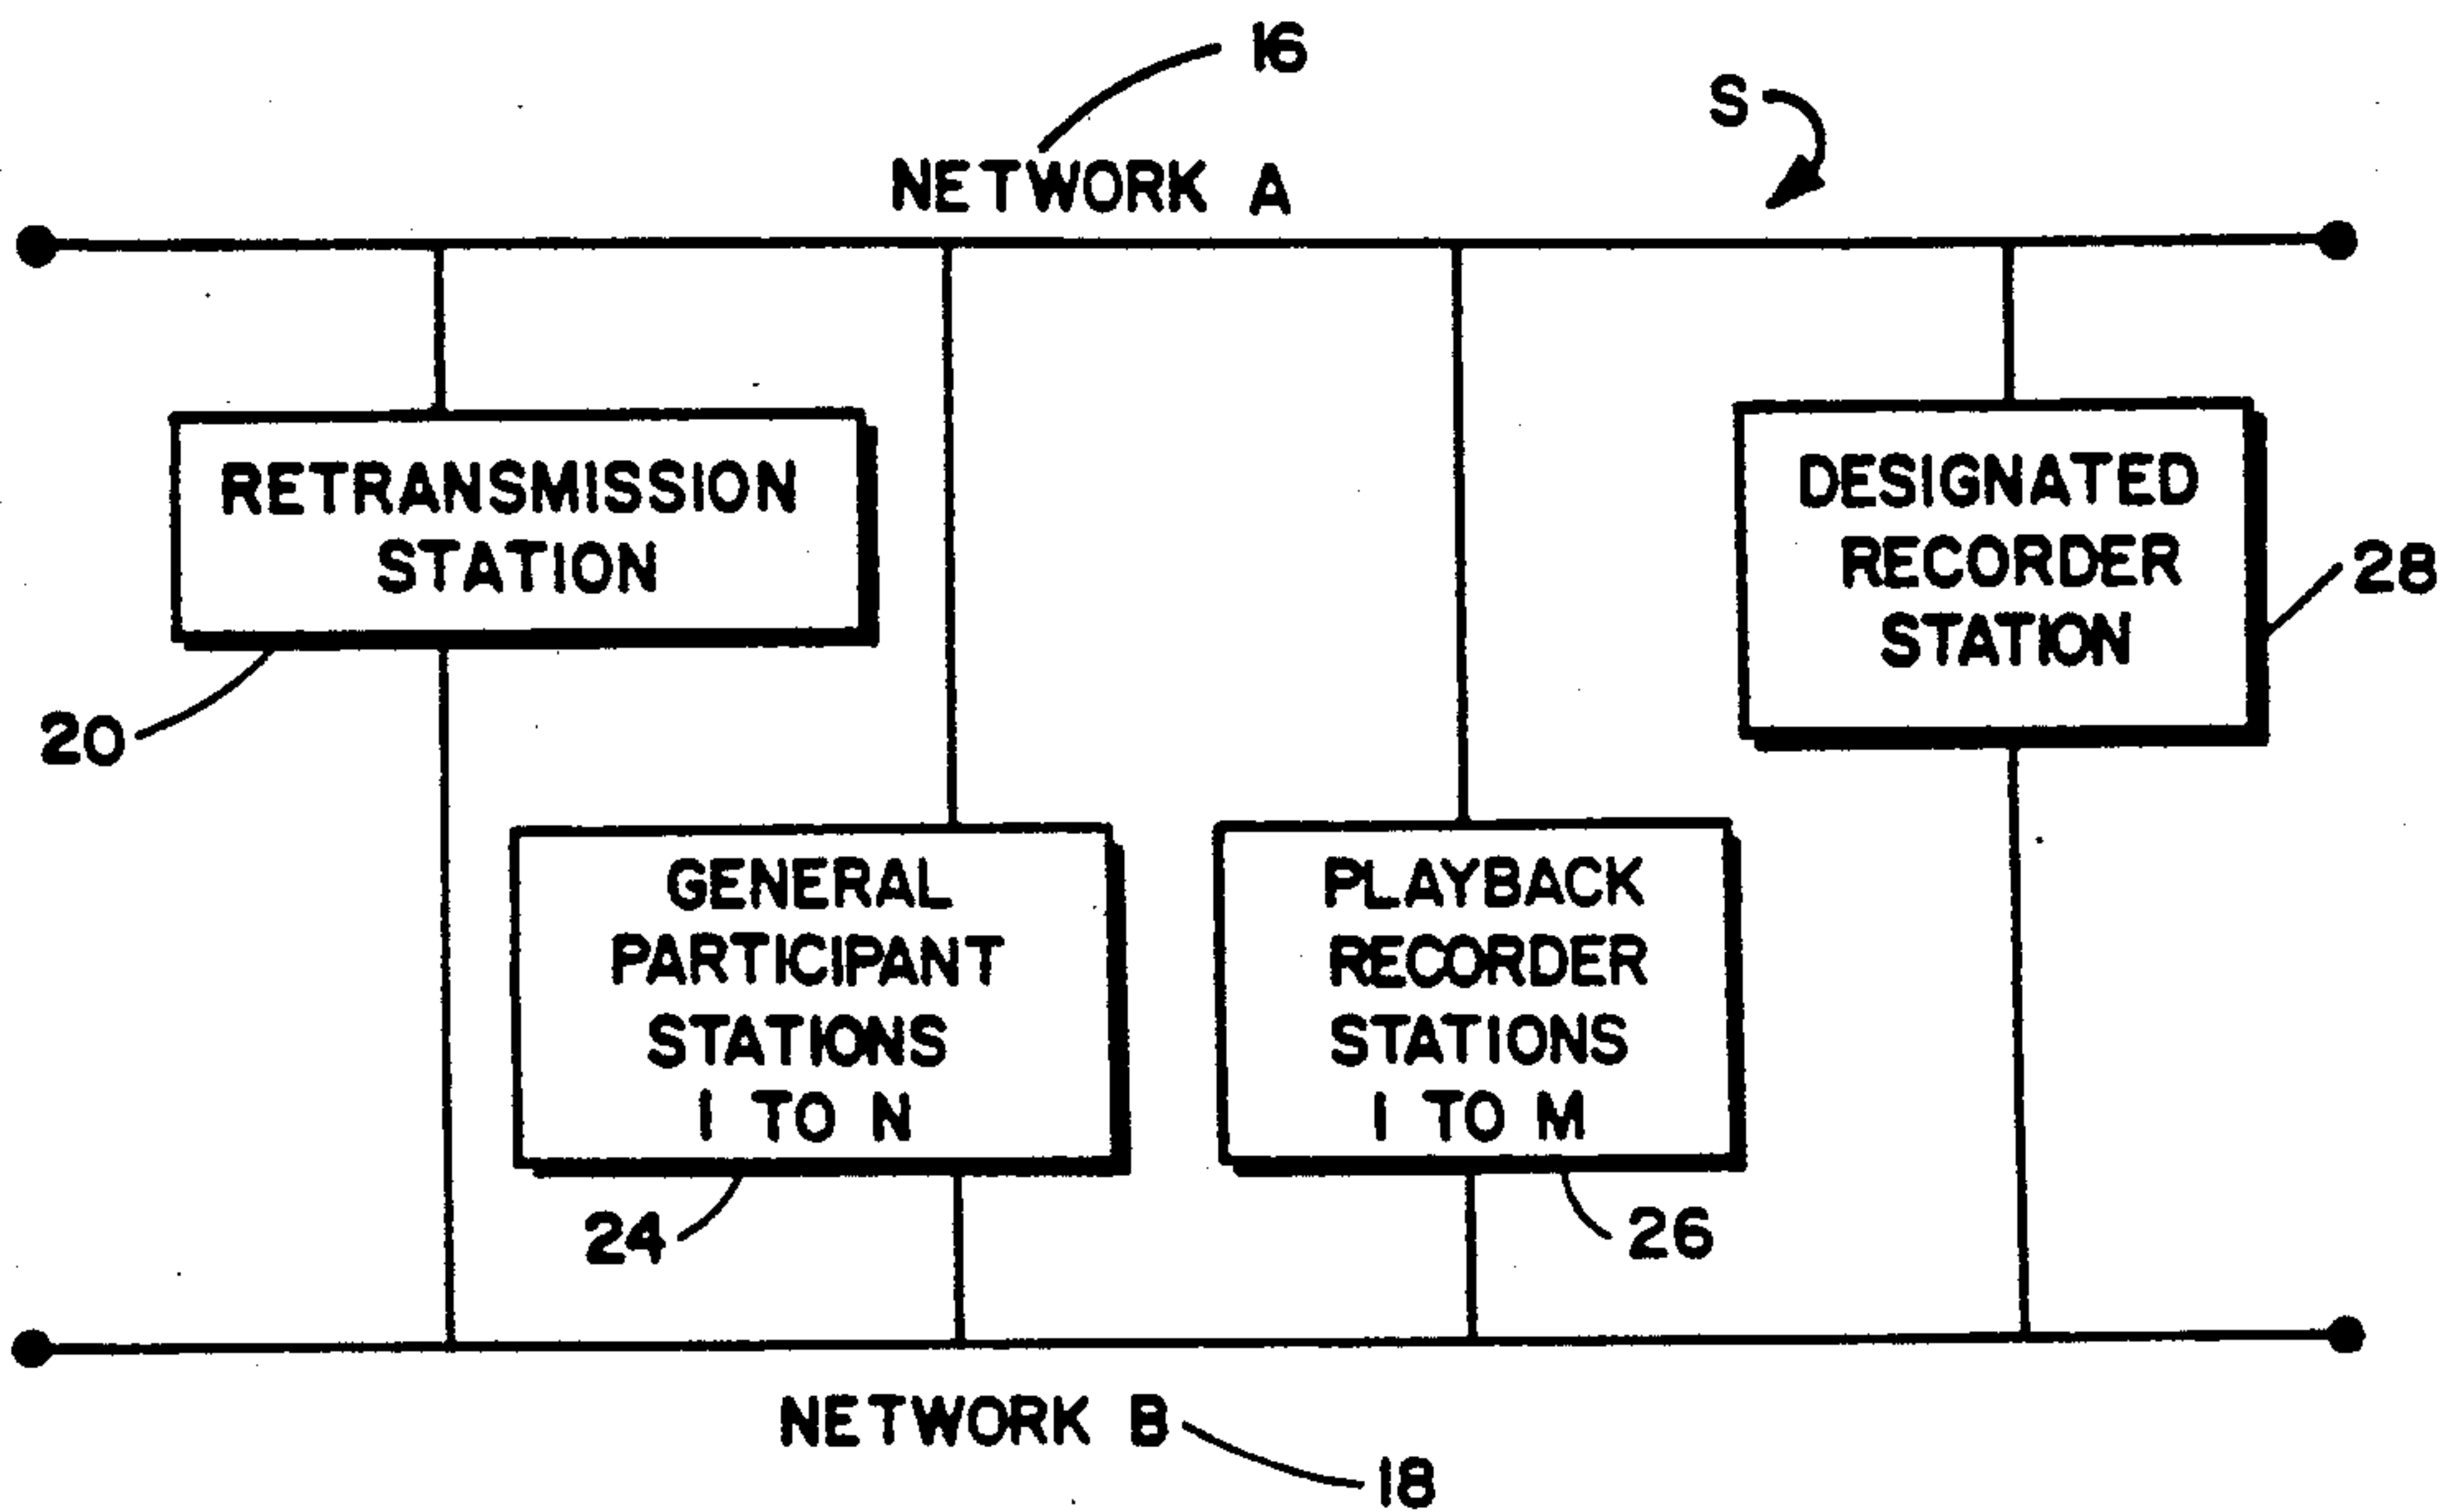 16
S
NETWORK A
RETRANSMISSION
STATION
20
DESIGNATED
RECORDER
STATION
28
GENERAL
PARTICIPANT
STATIONS
1 TO N
24
PLAYBACK
RECORDER
STATIONS
1 TO M
26
NETWORK B
18